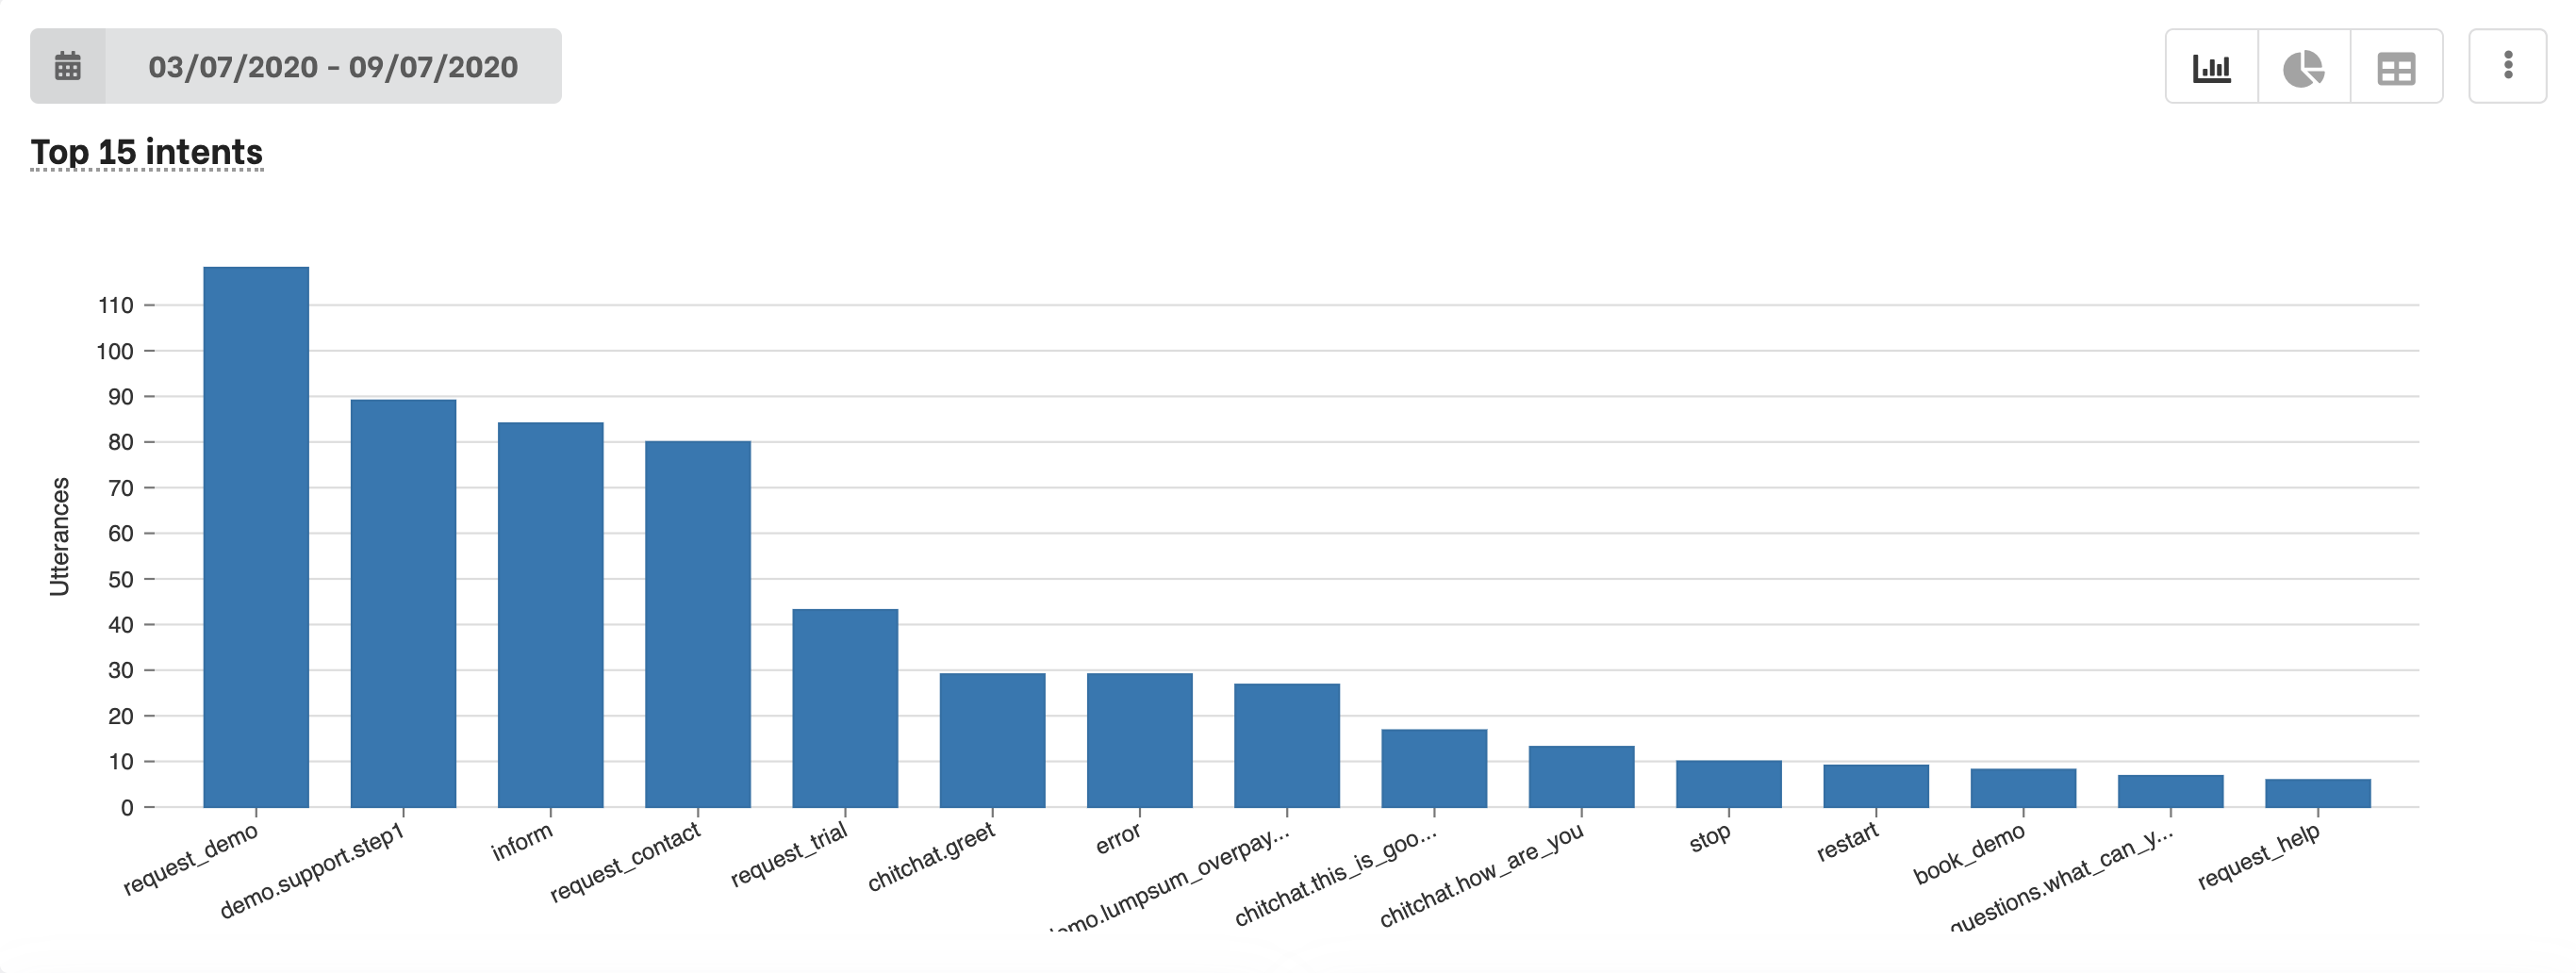 03/07/2020 - 09/07/2020
Top 15 intents
Utterances
110
100
90
80
70
60
50
40
30
20
10
0
request_demo
demo.support.step1
inform
request_contact
request_trial
chitchat.greet
error
emo.lumpsum_overpay...
chitchat.this_is_goo...
chitchat.how_are_you
stop
restart
book_demo
questions.what_can_y...
request_help